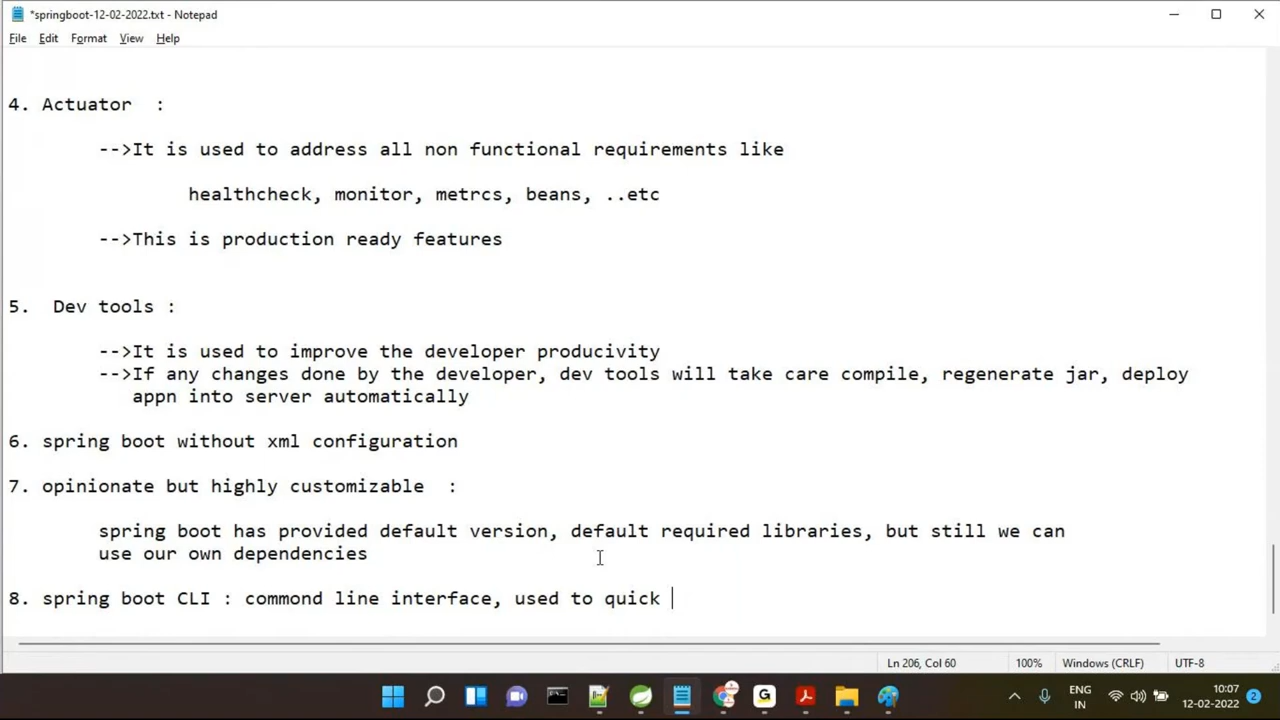 *springboot-12-02-2022.txt - Notepad
File Edit Format View Help
4. Actuator :
-->It is used to address all non functional requirements like
healthcheck, monitor, metrcs, beans, ..etc
-->This is production ready features
5. Dev tools :
-->It is used to improve the developer producivity
-->If any changes done by the developer, dev tools will take care compile, regenerate jar, deploy
appn into server automatically
6. spring boot without xml configuration
7. opinionate but highly customizable :
spring boot has provided default version, default required libraries, but still we can
use our own dependencies
8. spring boot CLI : commond line interface, used to quick
Ln 206, Col 60 100% Windows (CRLF) UTF-8
ENG
IN
10:07
12-02-2022
2
G